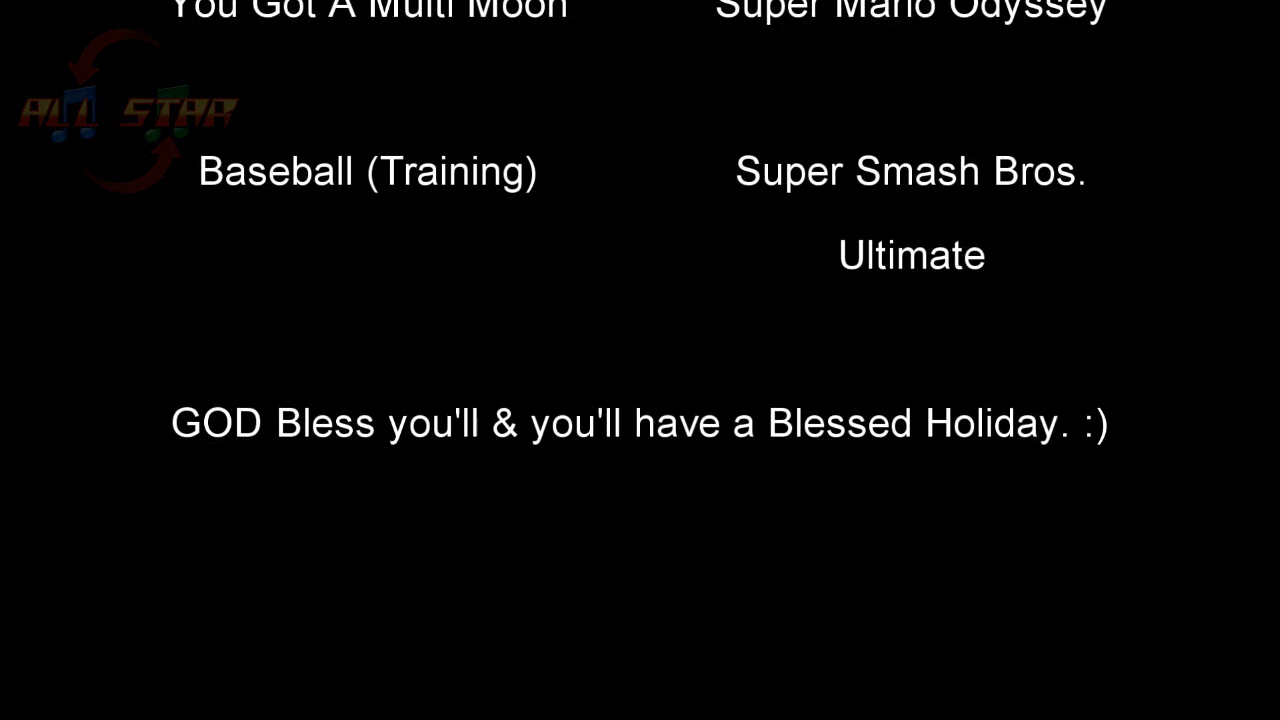 You Got A Multi Moon Super Mario Odyssey
ALL STAR
Baseball (Training) Super Smash Bros.
Ultimate
GOD Bless you'll & you'll have a Blessed Holiday. :)